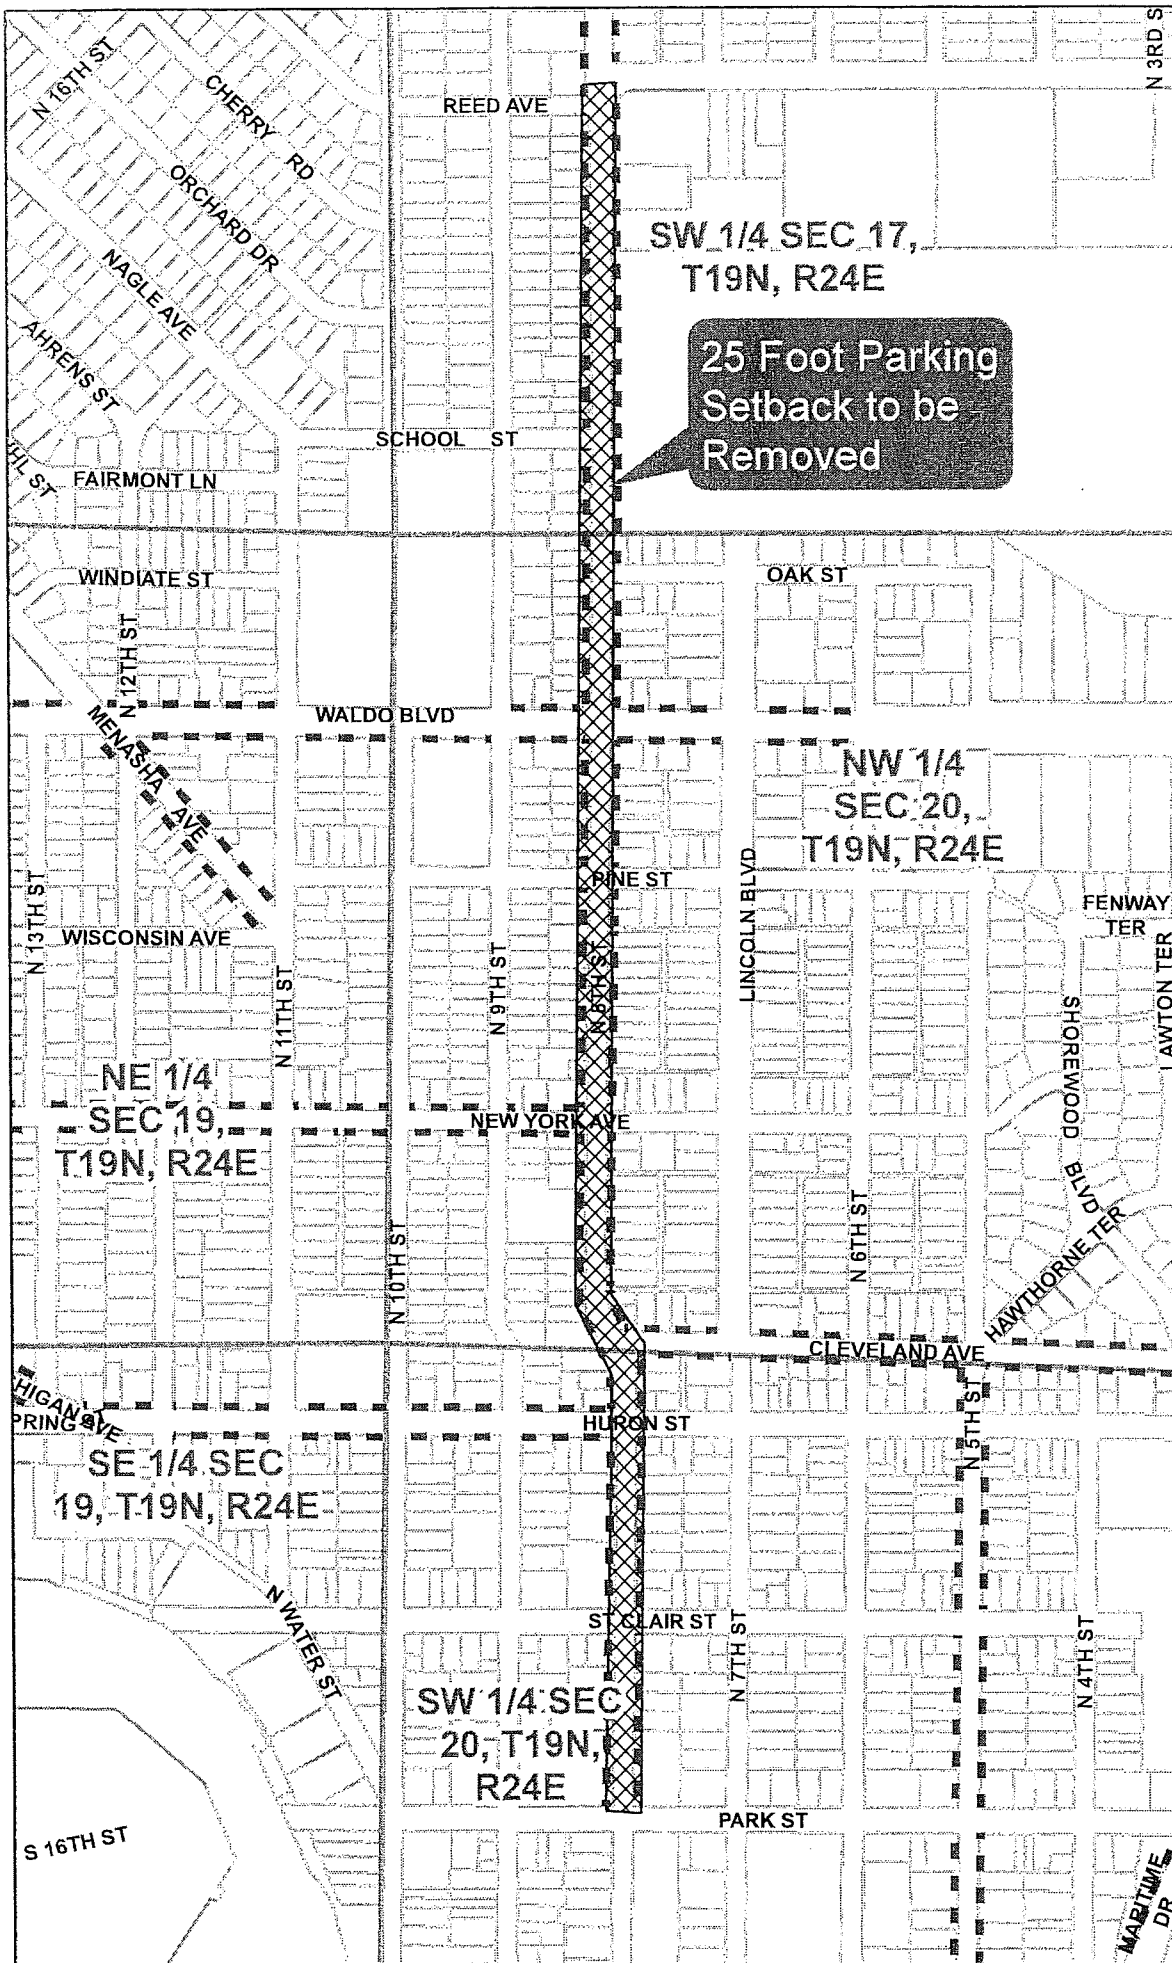 N 16TH ST
CHERRY RD
REED AVE
N 3RD S
ORCHARD DR
NAGLE AVE
SW 1/4 SEC 17,
T19N, R24E
AHRENS ST
25 Foot Parking
Setback to be
Removed
SCHOOL ST
HL ST
FAIRMONT LN
WINDIATE ST
OAK ST
N 12TH ST
WALDO BLVD
MENASHA AVE
NW 1/4
SEC 20,
T19N, R24E
PINE ST
LINCOLN BLVD
N 13TH ST
FENWAY
TER
WISCONSIN AVE
N 11TH ST
N 9TH ST
N 8TH ST
LAWTON TER
SHOREWOOD BLVD
NE 1/4
SEC 19,
T19N, R24E
NEW YORK AVE
N 10TH ST
N 6TH ST
HAWTHORNE TER
CLEVELAND AVE
HIGAN AVE
PRING
HURON ST
N 5TH ST
SE 1/4 SEC
19, T19N, R24E
N WATER ST
ST CLAIR ST
N 7TH ST
N 4TH ST
SW 1/4 SEC
20, T19N,
R24E
PARK ST
S 16TH ST
MARITIME
DR